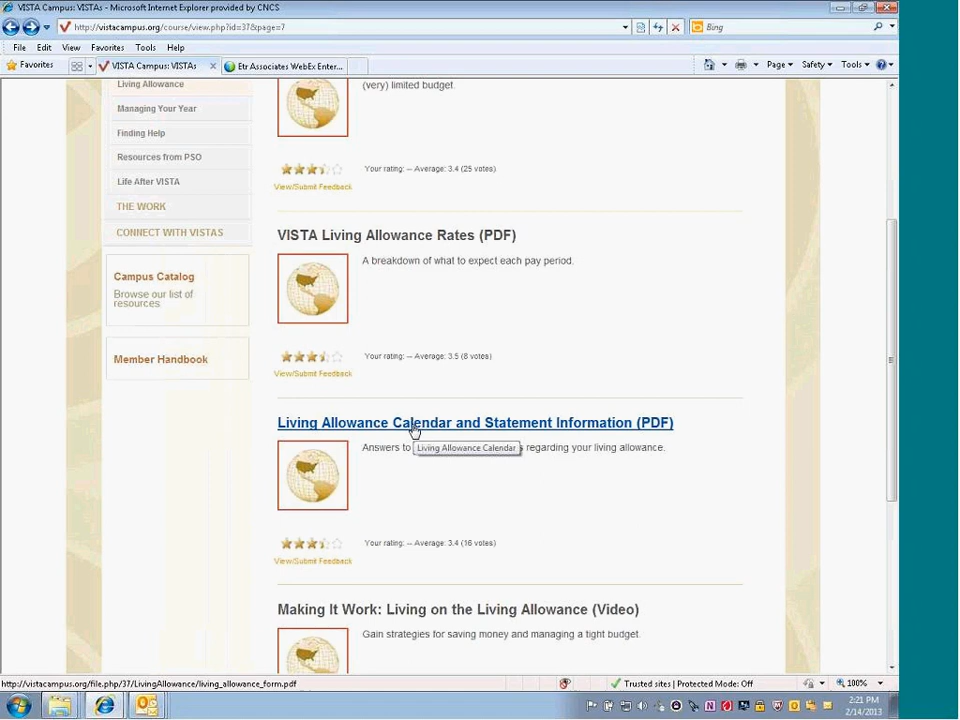 VISTA Campus: VISTAs - Microsoft Internet Explorer provided by CNCS
http://vistacampus.org/course/view.php?id=37&page=7
Bing
File Edit View Favorites Tools Help
Favorites
VISTA Campus: VISTAs x
Etr Associates WebEx Enter...
Page Safety Tools
Living Allowance
Managing Your Year
Finding Help
Resources from PSO
Life After VISTA
THE WORK
CONNECT WITH VISTAS
Campus Catalog
Browse our list of
resources
Member Handbook
(very) limited budget.
Your rating: -- Average: 3.4 (25 votes)
View/Submit Feedback
VISTA Living Allowance Rates (PDF)
A breakdown of what to expect each pay period.
Your rating: -- Average: 3.5 (8 votes)
View/Submit Feedback
Living Allowance Calendar and Statement Information (PDF)
Answers to
Living Allowance Calendar
s regarding your living allowance.
Your rating: -- Average: 3.4 (16 votes)
View/Submit Feedback
Making It Work: Living on the Living Allowance (Video)
Gain strategies for saving money and managing a tight budget.
http://vistacampus.org/file.php/37/LivingAllowance/living_allowance_form.pdf
Trusted sites | Protected Mode: Off
100%
2:21 PM
2/14/2013